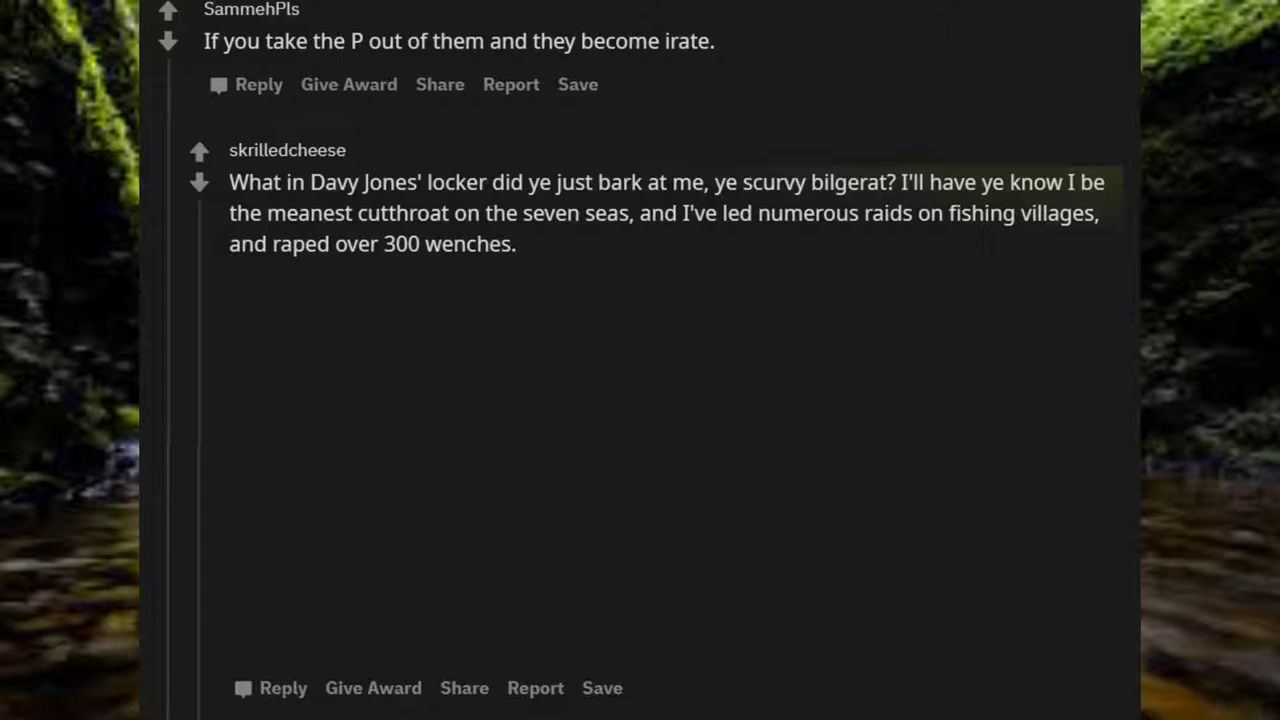 SammehPls
If you take the P out of them and they become irate.
Reply Give Award Share Report Save
skrilledcheese
What in Davy Jones' locker did ye just bark at me, ye scurvy bilgerat? I'll have ye know I be
the meanest cutthroat on the seven seas, and I've led numerous raids on fishing villages,
and raped over 300 wenches.
Reply Give Award Share Report Save